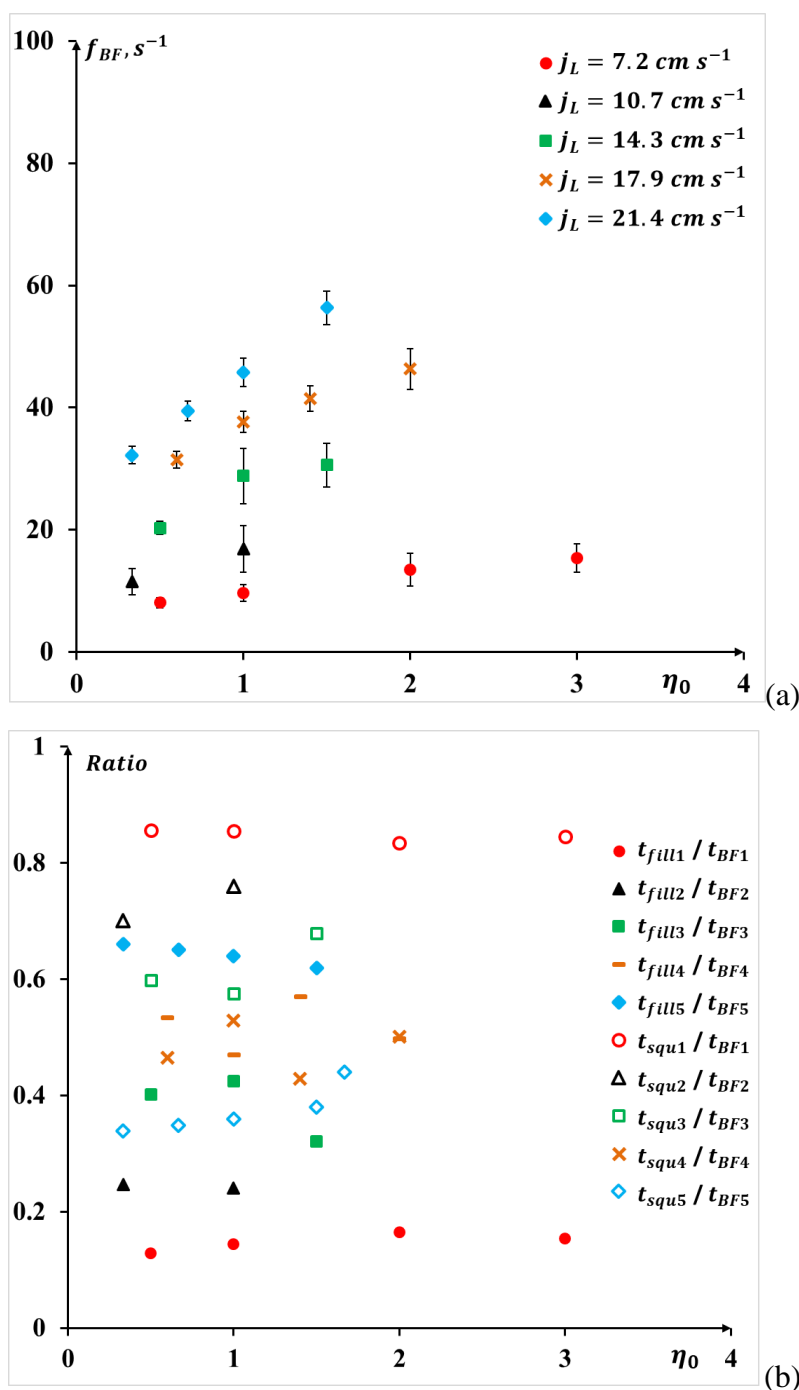 100
f_BF, s⁻¹
j_L = 7.2 cm s⁻¹
j_L = 10.7 cm s⁻¹
80
j_L = 14.3 cm s⁻¹
j_L = 17.9 cm s⁻¹
j_L = 21.4 cm s⁻¹
60
40
20
0
0 1 2 3 η₀ 4
(a)
1
Ratio
0.8
t_fill1 / t_BF1
t_fill2 / t_BF2
t_fill3 / t_BF3
t_fill4 / t_BF4
0.6
t_fill5 / t_BF5
t_squ1 / t_BF1
t_squ2 / t_BF2
0.4
t_squ3 / t_BF3
t_squ4 / t_BF4
t_squ5 / t_BF5
0.2
0
0 1 2 3 η₀ 4
(b)